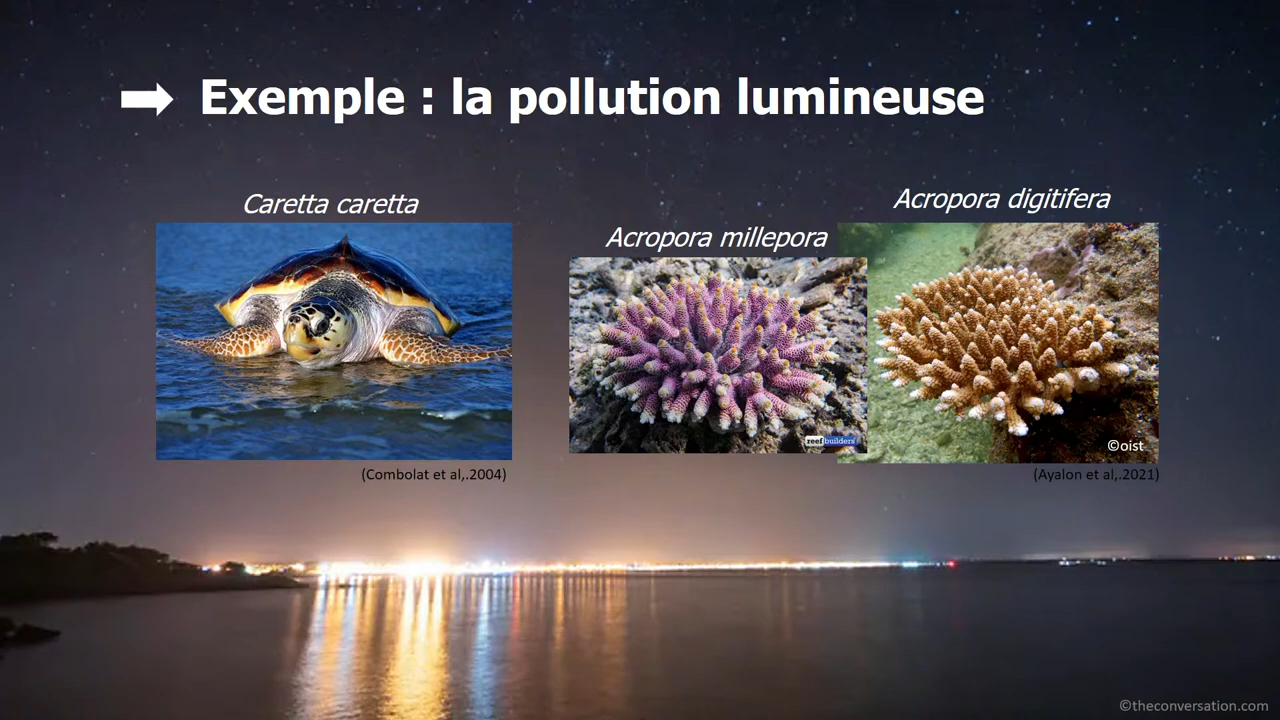 Exemple : la pollution lumineuse
Caretta caretta
Acropora millepora
Acropora digitifera
reefbuilders
©oist
(Combolat et al,.2004)
(Ayalon et al,.2021)
©theconversation.com